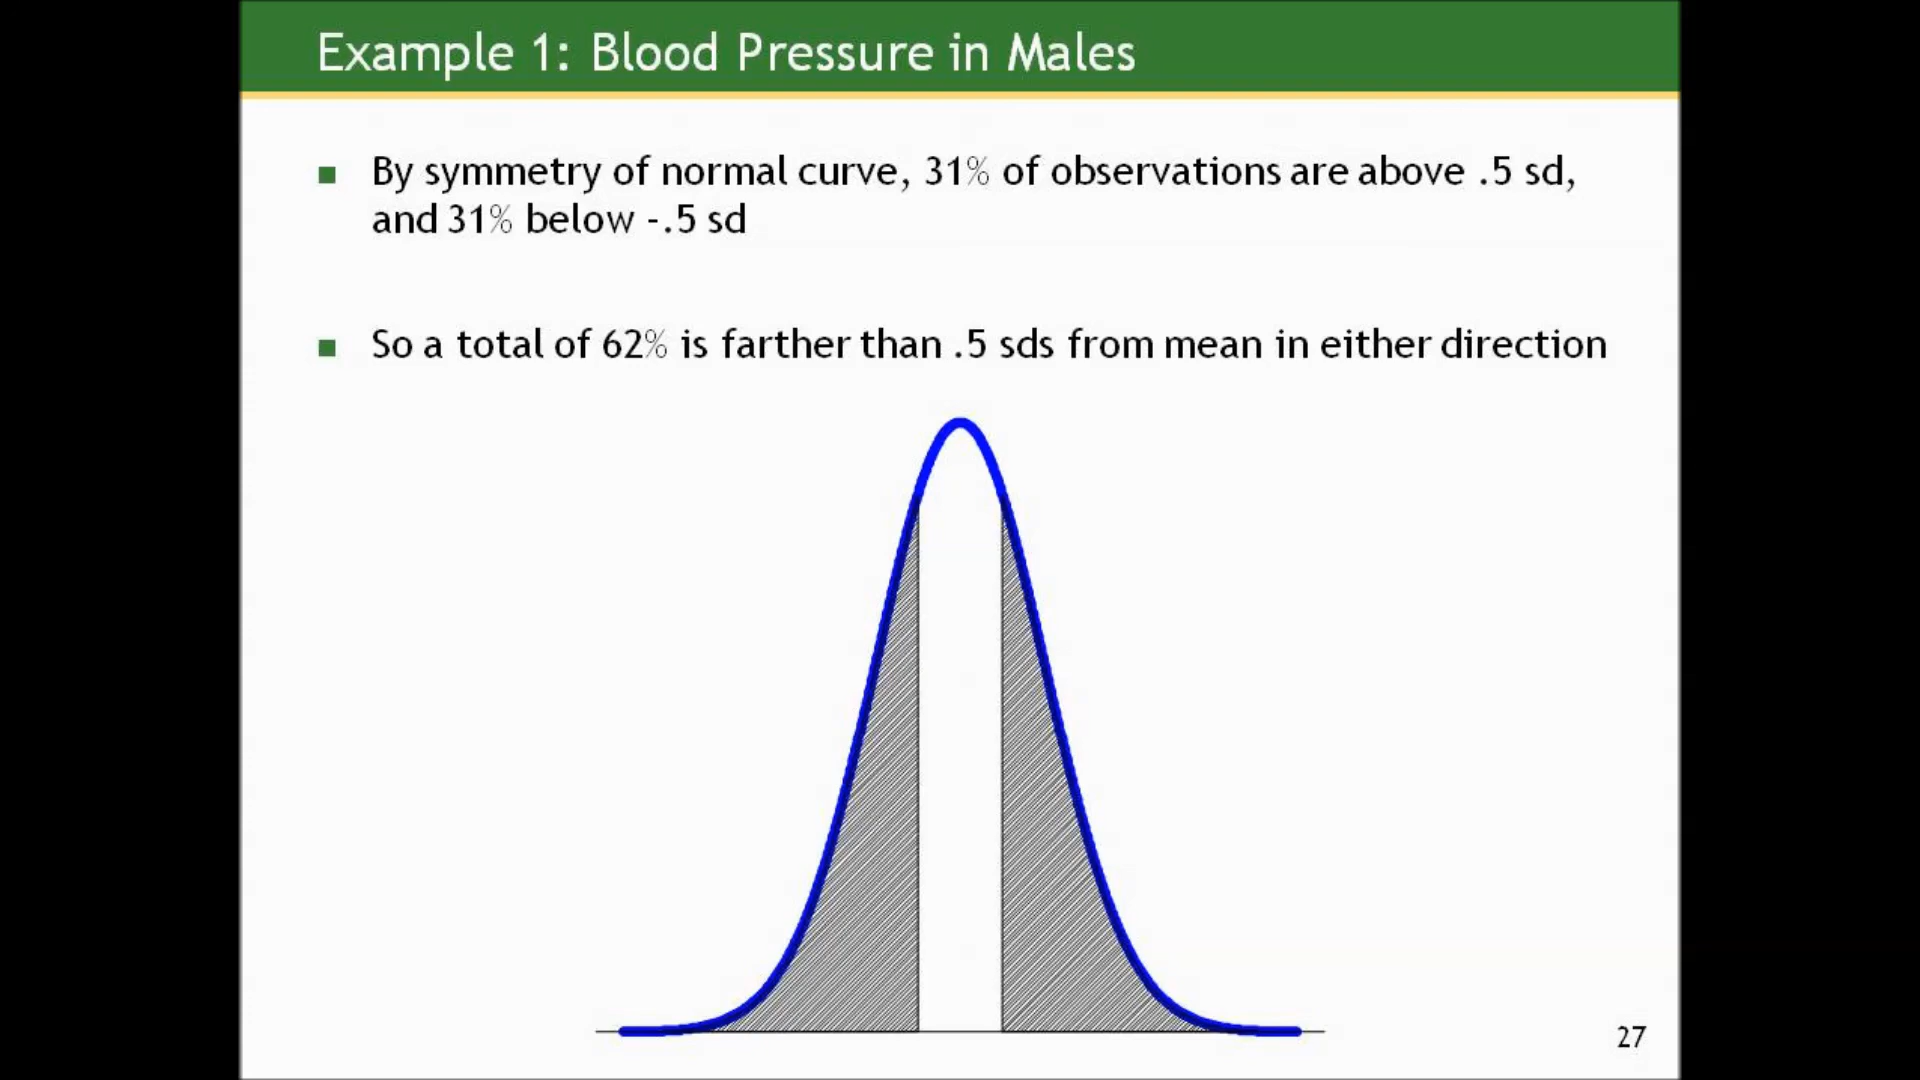 Example 1: Blood Pressure in Males
By symmetry of normal curve, 31% of observations are above .5 sd,
and 31% below -.5 sd
So a total of 62% is farther than .5 sds from mean in either direction
27